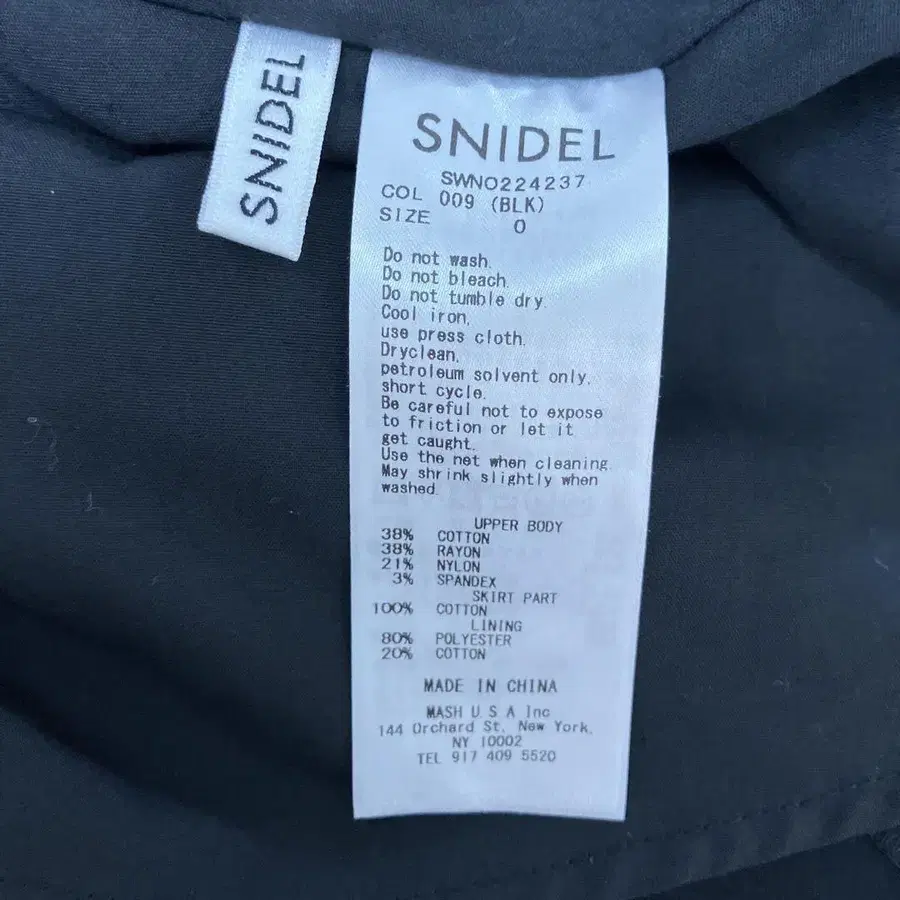 SNIDEL
SNIDEL
SWNO224237
COL 009 (BLK)
SIZE 0
Do not wash.
Do not bleach.
Do not tumble dry.
Cool iron,
use press cloth.
Dryclean,
petroleum solvent only,
short cycle.
Be careful not to expose
to friction or let it
get caught.
Use the net when cleaning.
May shrink slightly when
washed.
UPPER BODY
38% COTTON
38% RAYON
21% NYLON
3% SPANDEX
SKIRT PART
100% COTTON
LINING
80% POLYESTER
20% COTTON
MADE IN CHINA
MASH U S A Inc
144 Orchard St, New York,
NY 10002
TEL 917 409 5520